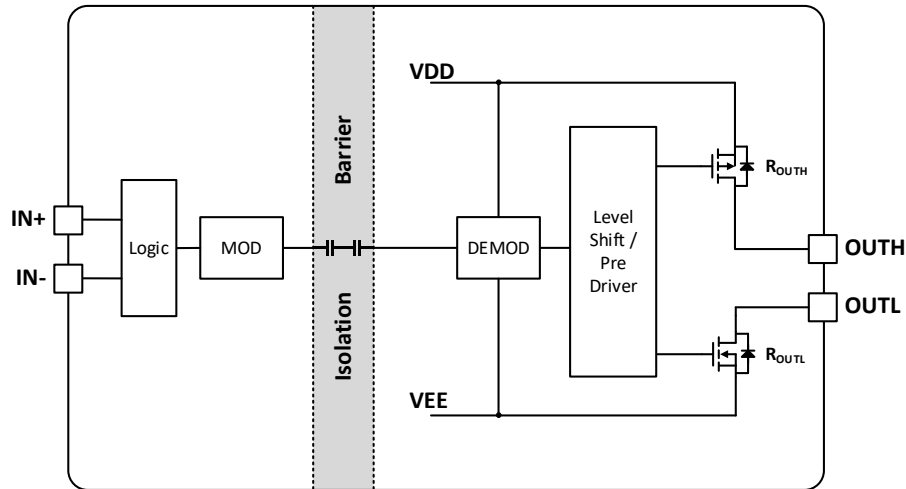 VDD
Barrier
R_OUTH
IN+
Logic
MOD
DEMOD
Level
Shift /
Pre
Driver
OUTH
IN-
OUTL
Isolation
R_OUTL
VEE